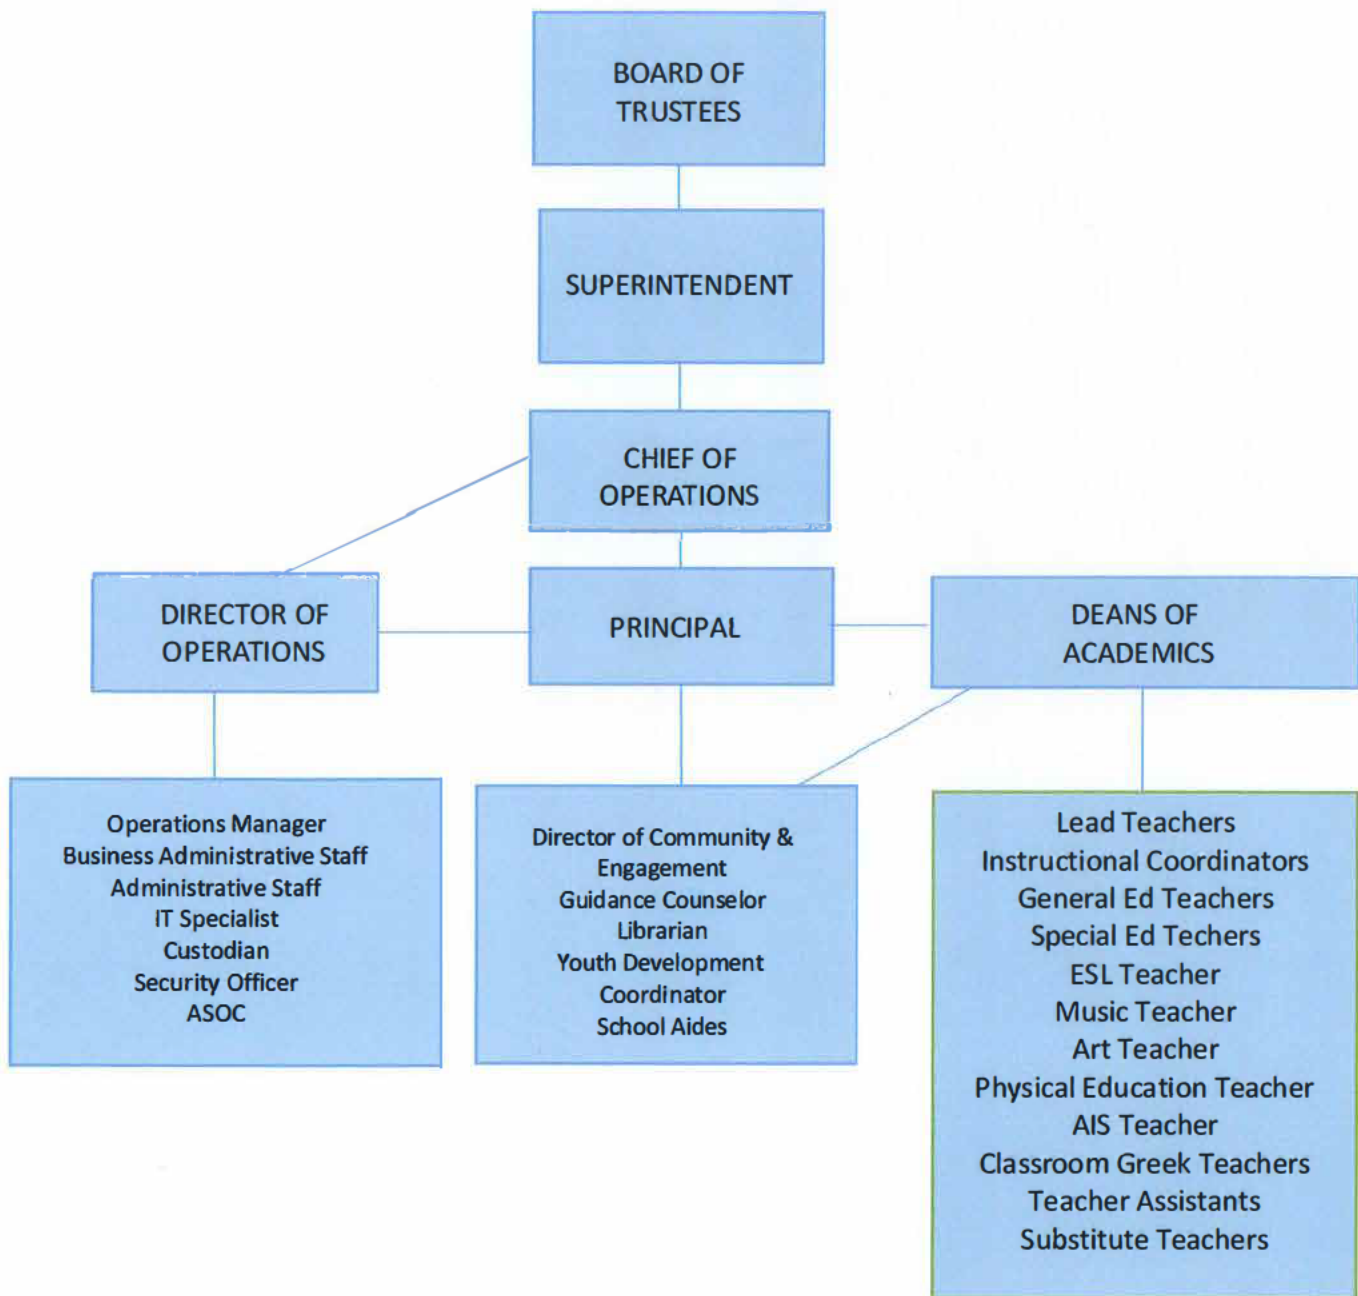 BOARD OF
TRUSTEES
SUPERINTENDENT
CHIEF OF
OPERATIONS
DIRECTOR OF
OPERATIONS
PRINCIPAL
DEANS OF
ACADEMICS
Operations Manager
Business Administrative Staff
Administrative Staff
IT Specialist
Custodian
Security Officer
ASOC
Director of Community &
Engagement
Guidance Counselor
Librarian
Youth Development
Coordinator
School Aides
Lead Teachers
Instructional Coordinators
General Ed Teachers
Special Ed Techers
ESL Teacher
Music Teacher
Art Teacher
Physical Education Teacher
AIS Teacher
Classroom Greek Teachers
Teacher Assistants
Substitute Teachers